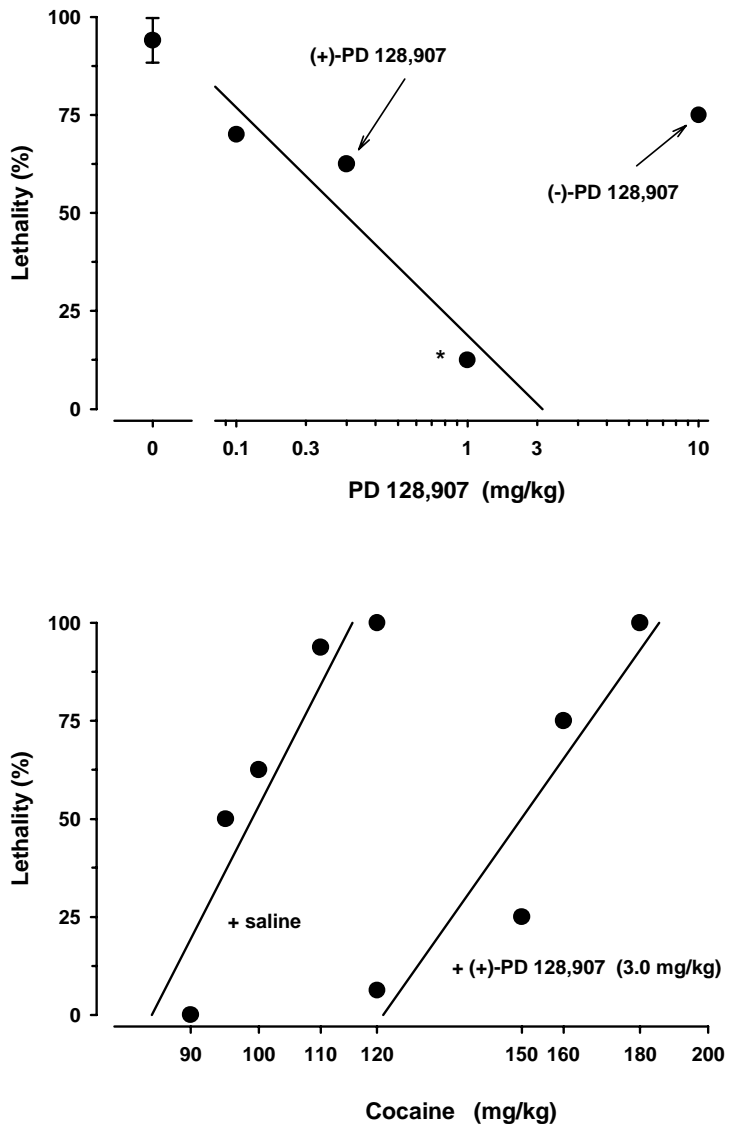 100
(+)-PD 128,907
75
(-)-PD 128,907
50
Lethality (%)
25
*
0
0 0.1 0.3 1 3 10
PD 128,907 (mg/kg)
100
75
50
Lethality (%)
25
+ saline
+ (+)-PD 128,907 (3.0 mg/kg)
0
90 100 110 120 150 160 180 200
Cocaine (mg/kg)